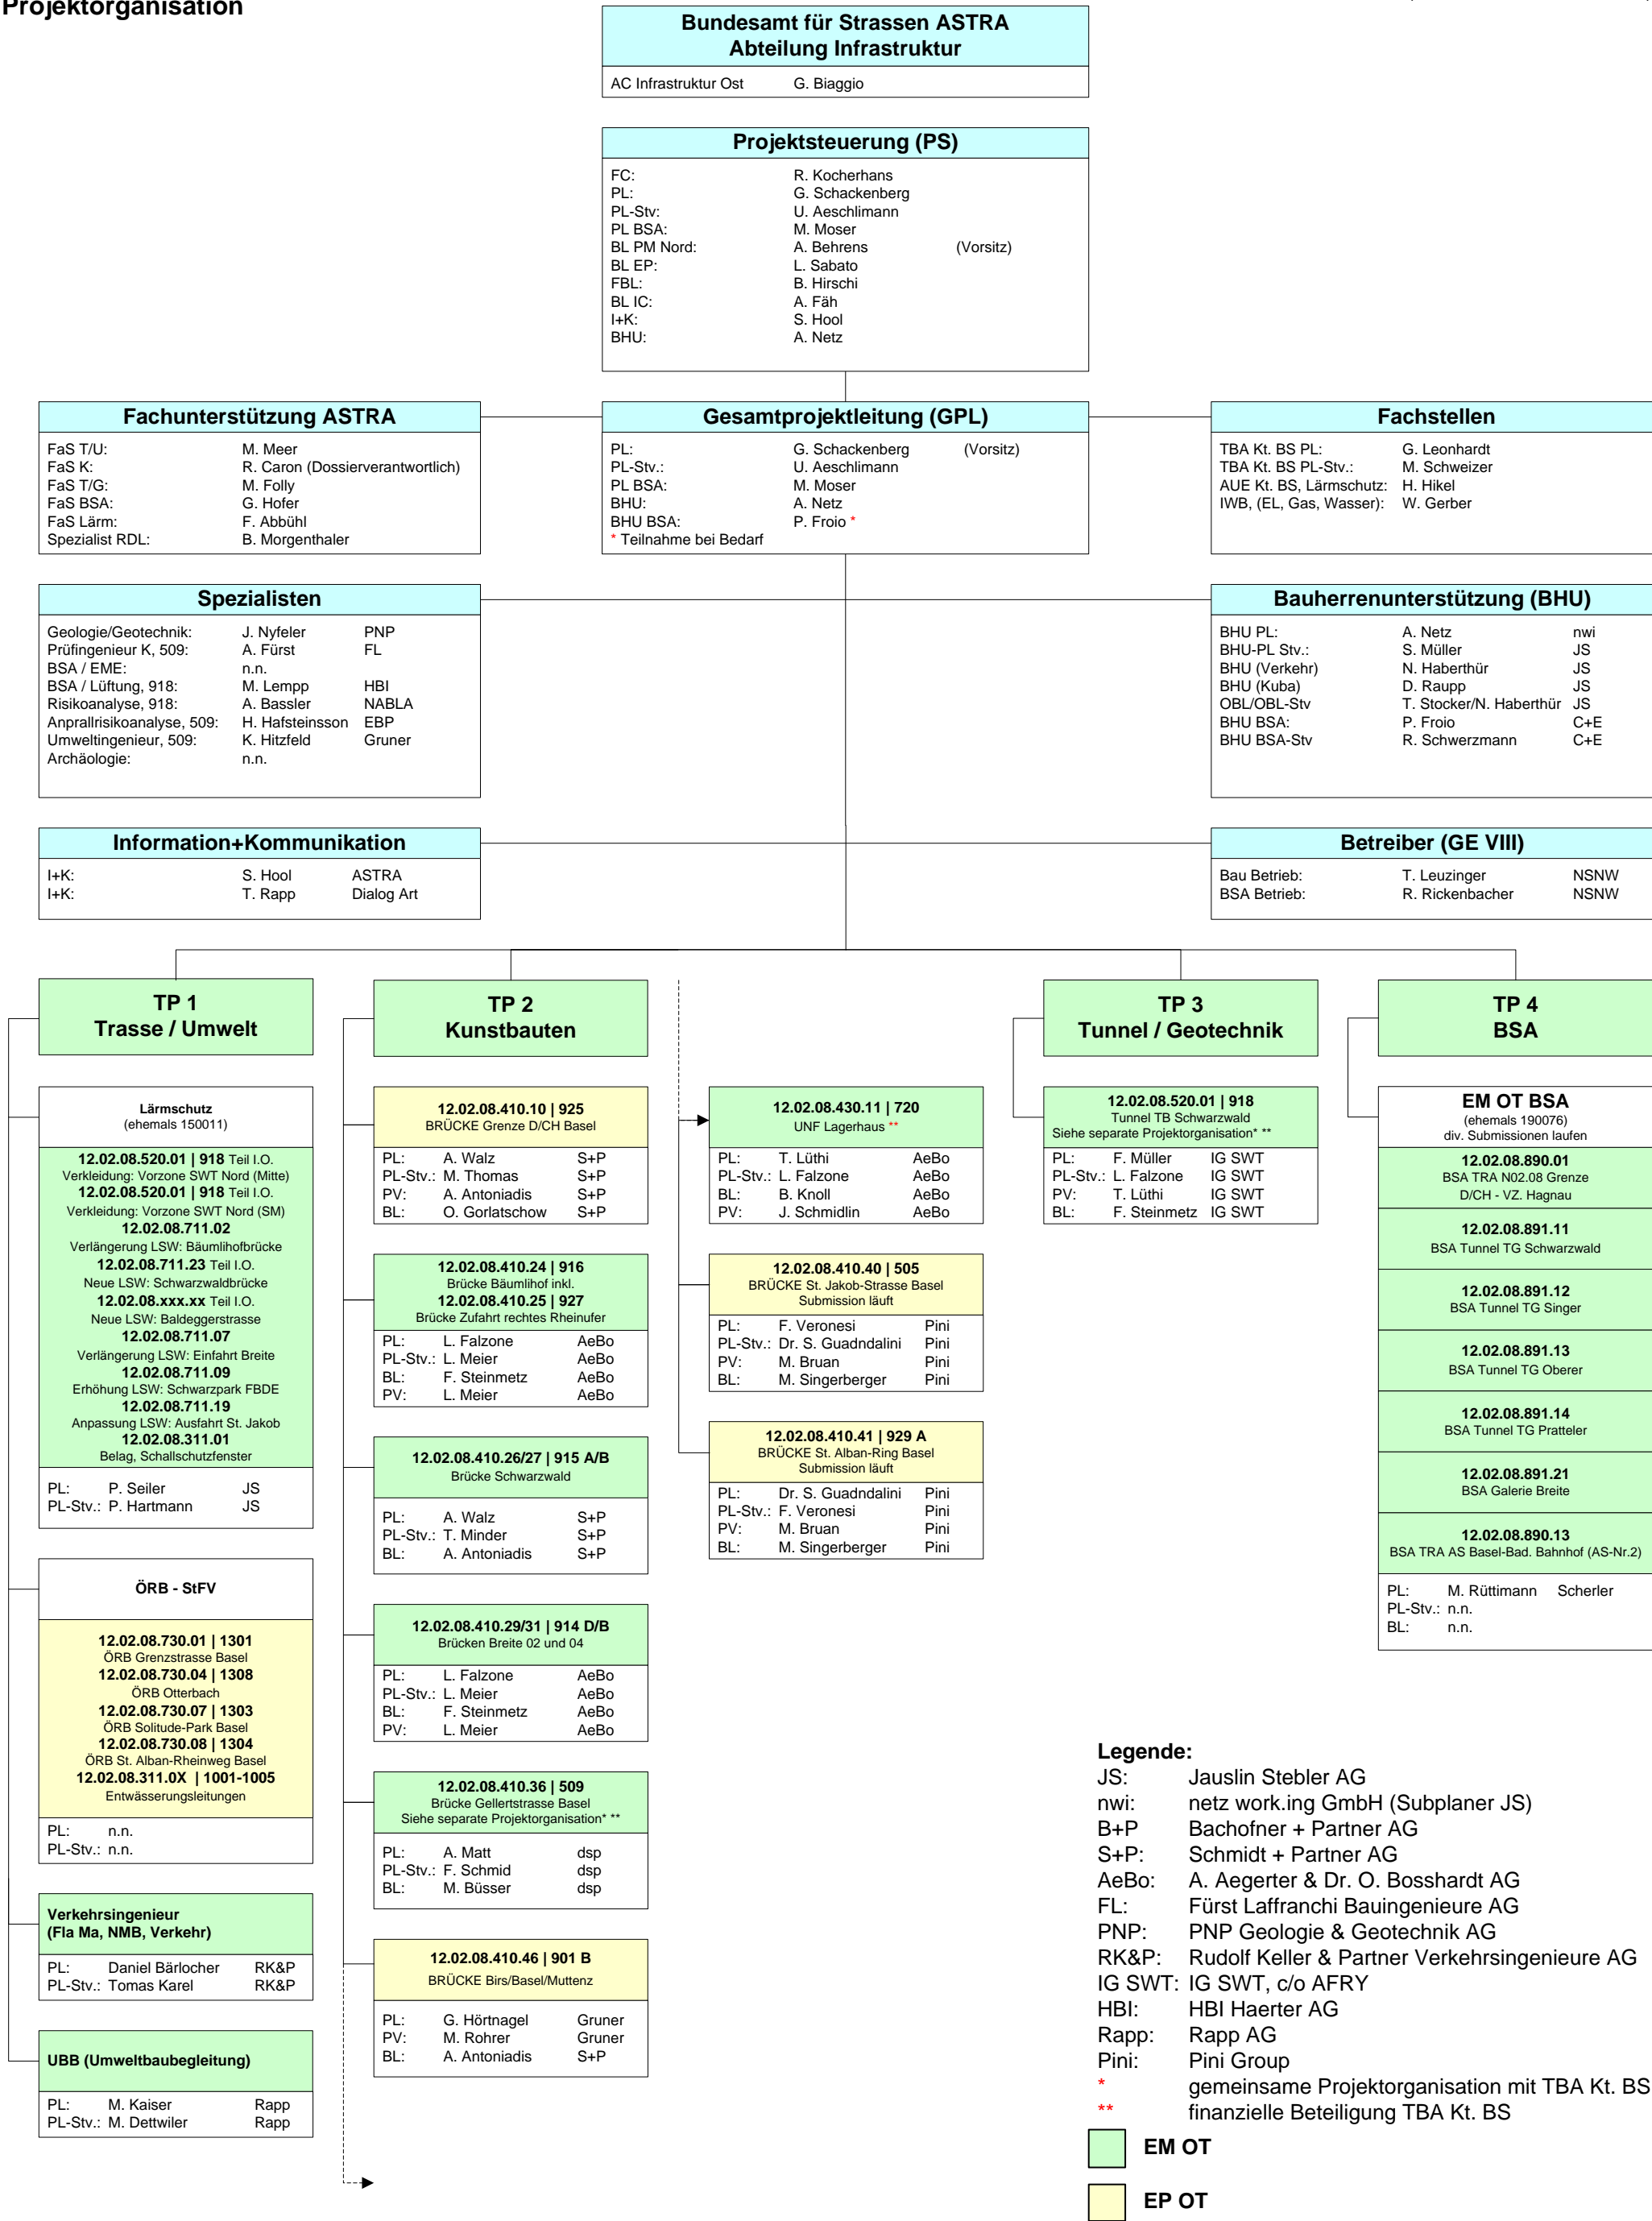 Projektorganisation
Bundesamt für Strassen ASTRA
Abteilung Infrastruktur
AC Infrastruktur Ost G. Biaggio
Projektsteuerung (PS)
FC: R. Kocherhans
PL: G. Schackenberg
PL-Stv: U. Aeschlimann
PL BSA: M. Moser
BL PM Nord: A. Behrens (Vorsitz)
BL EP: L. Sabato
FBL: B. Hirschi
BL IC: A. Fäh
I+K: S. Hool
BHU: A. Netz
Fachunterstützung ASTRA
FaS T/U: M. Meer
FaS K: R. Caron (Dossierverantwortlich)
FaS T/G: M. Folly
FaS BSA: G. Hofer
FaS Lärm: F. Abbühl
Spezialist RDL: B. Morgenthaler
Gesamtprojektleitung (GPL)
PL: G. Schackenberg (Vorsitz)
PL-Stv.: U. Aeschlimann
PL BSA: M. Moser
BHU: A. Netz
BHU BSA: P. Froio *
* Teilnahme bei Bedarf
Fachstellen
TBA Kt. BS PL: G. Leonhardt
TBA Kt. BS PL-Stv.: M. Schweizer
AUE Kt. BS, Lärmschutz: H. Hikel
IWB, (EL, Gas, Wasser): W. Gerber
Spezialisten
Geologie/Geotechnik: J. Nyfeler PNP
Prüfingenieur K, 509: A. Fürst FL
BSA / EME: n.n.
BSA / Lüftung, 918: M. Lempp HBI
Risikoanalyse, 918: A. Bassler NABLA
Anprallrisikoanalyse, 509: H. Hafsteinsson EBP
Umweltingenieur, 509: K. Hitzfeld Gruner
Archäologie: n.n.
Bauherrenunterstützung (BHU)
BHU PL: A. Netz nwi
BHU-PL Stv.: S. Müller JS
BHU (Verkehr) N. Haberthür JS
BHU (Kuba) D. Raupp JS
OBL/OBL-Stv T. Stocker/N. Haberthür JS
BHU BSA: P. Froio C+E
BHU BSA-Stv R. Schwerzmann C+E
Information+Kommunikation
I+K: S. Hool ASTRA
I+K: T. Rapp Dialog Art
Betreiber (GE VIII)
Bau Betrieb: T. Leuzinger NSNW
BSA Betrieb: R. Rickenbacher NSNW
TP 1
Trasse / Umwelt
Lärmschutz
(ehemals 150011)
12.02.08.520.01 | 918 Teil I.O.
Verkleidung: Vorzone SWT Nord (Mitte)
12.02.08.520.01 | 918 Teil I.O.
Verkleidung: Vorzone SWT Nord (SM)
12.02.08.711.02
Verlängerung LSW: Bäumlihofbrücke
12.02.08.711.23 Teil I.O.
Neue LSW: Schwarzwaldbrücke
12.02.08.xxx.xx Teil I.O.
Neue LSW: Baldeggerstrasse
12.02.08.711.07
Verlängerung LSW: Einfahrt Breite
12.02.08.711.09
Erhöhung LSW: Schwarzpark FBDE
12.02.08.711.19
Anpassung LSW: Ausfahrt St. Jakob
12.02.08.311.01
Belag, Schallschutzfenster
PL: P. Seiler JS
PL-Stv.: P. Hartmann JS
ÖRB - StFV
12.02.08.730.01 | 1301
ÖRB Grenzstrasse Basel
12.02.08.730.04 | 1308
ÖRB Otterbach
12.02.08.730.07 | 1303
ÖRB Solitude-Park Basel
12.02.08.730.08 | 1304
ÖRB St. Alban-Rheinweg Basel
12.02.08.311.0X | 1001-1005
Entwässerungsleitungen
PL: n.n.
PL-Stv.: n.n.
Verkehrsingenieur
(Fla Ma, NMB, Verkehr)
PL: Daniel Bärlocher RK&P
PL-Stv.: Tomas Karel RK&P
UBB (Umweltbaubegleitung)
PL: M. Kaiser Rapp
PL-Stv.: M. Dettwiler Rapp
TP 2
Kunstbauten
12.02.08.410.10 | 925
BRÜCKE Grenze D/CH Basel
PL: A. Walz S+P
PL-Stv.: M. Thomas S+P
PV: A. Antoniadis S+P
BL: O. Gorlatschow S+P
12.02.08.410.24 | 916
Brücke Bäumlihof inkl.
12.02.08.410.25 | 927
Brücke Zufahrt rechtes Rheinufer
PL: L. Falzone AeBo
PL-Stv.: L. Meier AeBo
BL: F. Steinmetz AeBo
PV: L. Meier AeBo
12.02.08.410.26/27 | 915 A/B
Brücke Schwarzwald
PL: A. Walz S+P
PL-Stv.: T. Minder S+P
BL: A. Antoniadis S+P
12.02.08.410.29/31 | 914 D/B
Brücken Breite 02 und 04
PL: L. Falzone AeBo
PL-Stv.: L. Meier AeBo
BL: F. Steinmetz AeBo
PV: L. Meier AeBo
12.02.08.410.36 | 509
Brücke Gellertstrasse Basel
Siehe separate Projektorganisation* **
PL: A. Matt dsp
PL-Stv.: F. Schmid dsp
BL: M. Büsser dsp
12.02.08.410.46 | 901 B
BRÜCKE Birs/Basel/Muttenz
PL: G. Hörtnagel Gruner
PV: M. Rohrer Gruner
BL: A. Antoniadis S+P
12.02.08.430.11 | 720
UNF Lagerhaus **
PL: T. Lüthi AeBo
PL-Stv.: L. Falzone AeBo
BL: B. Knoll AeBo
PV: J. Schmidlin AeBo
12.02.08.410.40 | 505
BRÜCKE St. Jakob-Strasse Basel
Submission läuft
PL: F. Veronesi Pini
PL-Stv.: Dr. S. Guadndalini Pini
PV: M. Bruan Pini
BL: M. Singerberger Pini
12.02.08.410.41 | 929 A
BRÜCKE St. Alban-Ring Basel
Submission läuft
PL: Dr. S. Guadndalini Pini
PL-Stv.: F. Veronesi Pini
PV: M. Bruan Pini
BL: M. Singerberger Pini
TP 3
Tunnel / Geotechnik
12.02.08.520.01 | 918
Tunnel TB Schwarzwald
Siehe separate Projektorganisation* **
PL: F. Müller IG SWT
PL-Stv.: L. Falzone IG SWT
PV: T. Lüthi IG SWT
BL: F. Steinmetz IG SWT
TP 4
BSA
EM OT BSA
(ehemals 190076)
div. Submissionen laufen
12.02.08.890.01
BSA TRA N02.08 Grenze
D/CH - VZ. Hagnau
12.02.08.891.11
BSA Tunnel TG Schwarzwald
12.02.08.891.12
BSA Tunnel TG Singer
12.02.08.891.13
BSA Tunnel TG Oberer
12.02.08.891.14
BSA Tunnel TG Pratteler
12.02.08.891.21
BSA Galerie Breite
12.02.08.890.13
BSA TRA AS Basel-Bad. Bahnhof (AS-Nr.2)
PL: M. Rüttimann Scherler
PL-Stv.: n.n.
BL: n.n.
Legende:
JS: Jauslin Stebler AG
nwi: netz work.ing GmbH (Subplaner JS)
B+P Bachofner + Partner AG
S+P: Schmidt + Partner AG
AeBo: A. Aegerter & Dr. O. Bosshardt AG
FL: Fürst Laffranchi Bauingenieure AG
PNP: PNP Geologie & Geotechnik AG
RK&P: Rudolf Keller & Partner Verkehrsingenieure AG
IG SWT: IG SWT, c/o AFRY
HBI: HBI Haerter AG
Rapp: Rapp AG
Pini: Pini Group
* gemeinsame Projektorganisation mit TBA Kt. BS
** finanzielle Beteiligung TBA Kt. BS
EM OT
EP OT